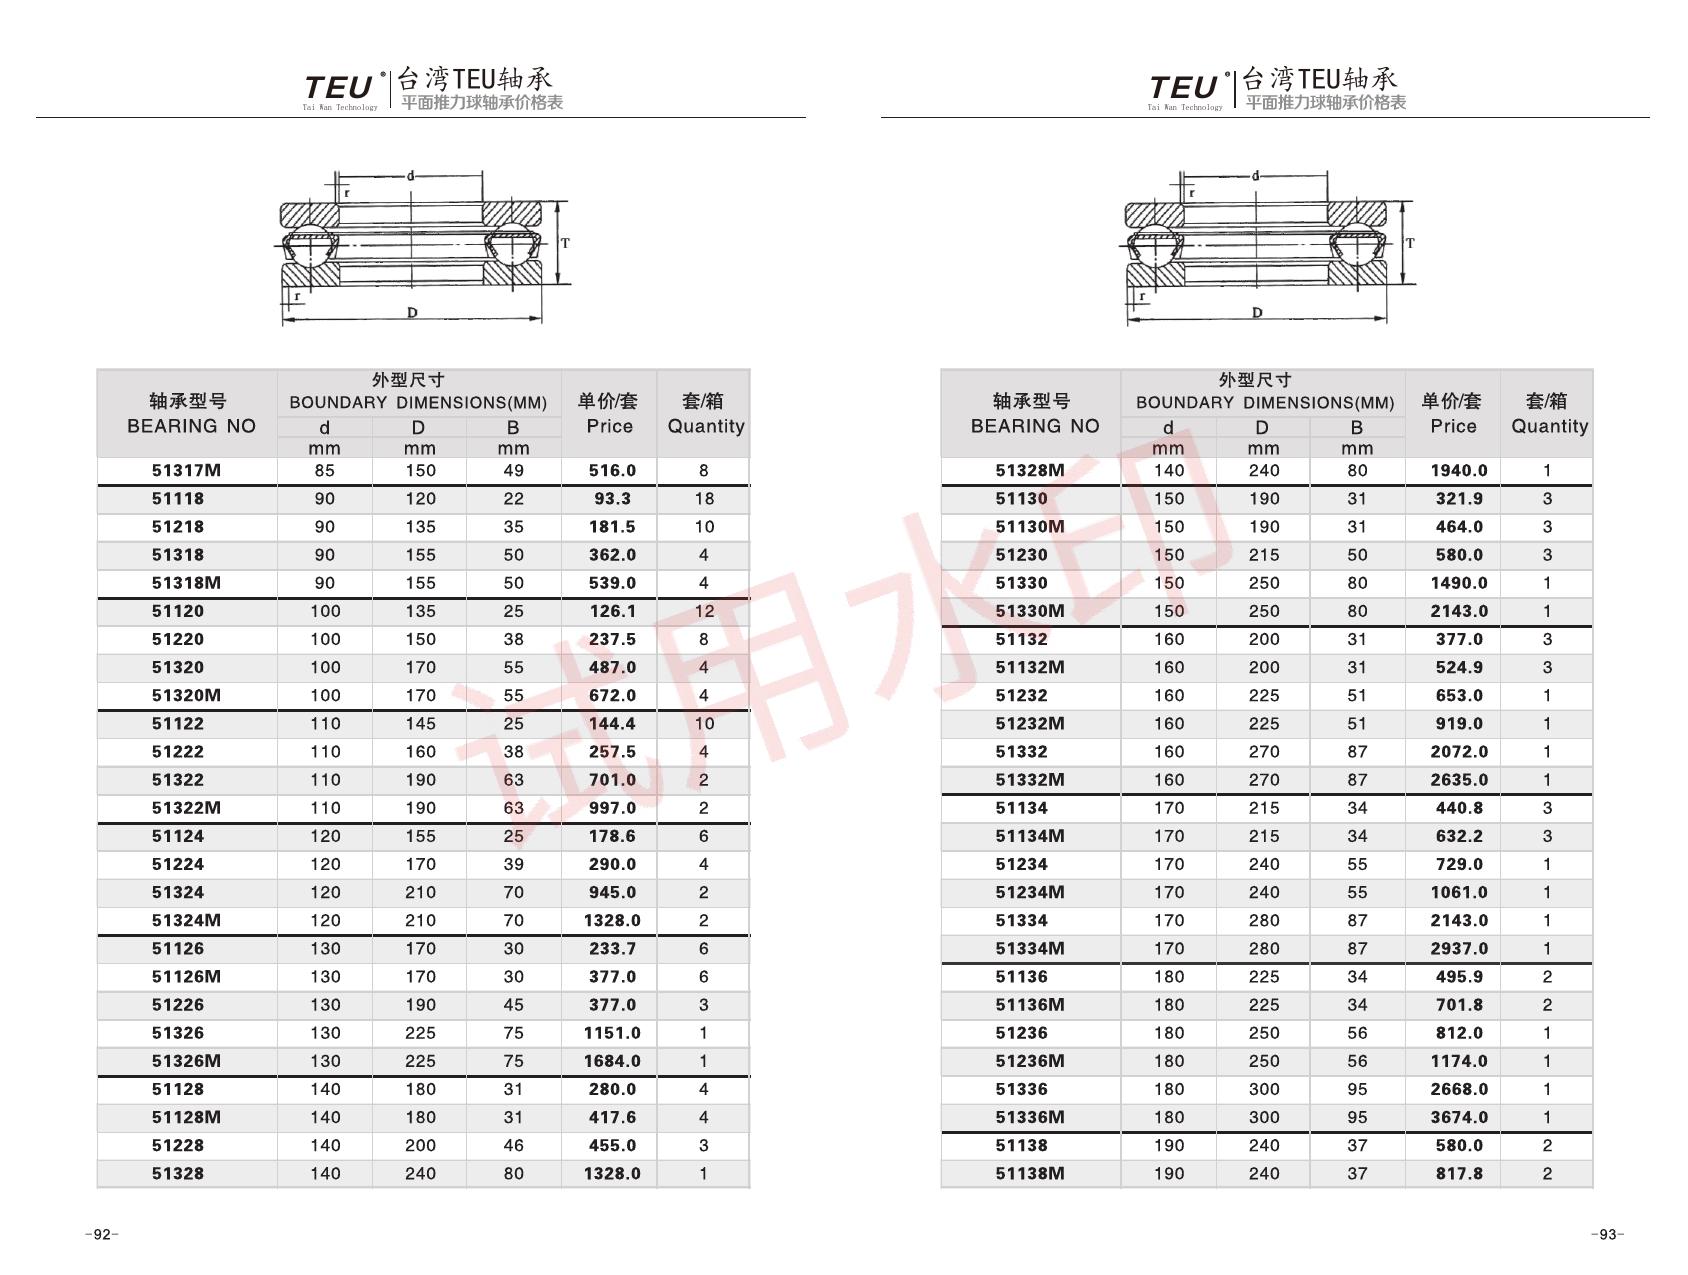 TEU ® 台湾TEU轴承
Tai Wan Technology 平面推力球轴承价格表
d
r
T
r
D
轴承型号 外型尺寸 单价/套 套/箱
BEARING NO BOUNDARY DIMENSIONS(MM) Price Quantity
d D B
mm mm mm
51317M 85 150 49 516.0 8
51118 90 120 22 93.3 18
51218 90 135 35 181.5 10
51318 90 155 50 362.0 4
51318M 90 155 50 539.0 4
51120 100 135 25 126.1 12
51220 100 150 38 237.5 8
51320 100 170 55 487.0 4
51320M 100 170 55 672.0 4
51122 110 145 25 144.4 10
51222 110 160 38 257.5 4
51322 110 190 63 701.0 2
51322M 110 190 63 997.0 2
51124 120 155 25 178.6 6
51224 120 170 39 290.0 4
51324 120 210 70 945.0 2
51324M 120 210 70 1328.0 2
51126 130 170 30 233.7 6
51126M 130 170 30 377.0 6
51226 130 190 45 377.0 3
51326 130 225 75 1151.0 1
51326M 130 225 75 1684.0 1
51128 140 180 31 280.0 4
51128M 140 180 31 417.6 4
51228 140 200 46 455.0 3
51328 140 240 80 1328.0 1
-92-
TEU ® 台湾TEU轴承
Tai Wan Technology 平面推力球轴承价格表
d
r
T
r
D
轴承型号 外型尺寸 单价/套 套/箱
BEARING NO BOUNDARY DIMENSIONS(MM) Price Quantity
d D B
mm mm mm
51328M 140 240 80 1940.0 1
51130 150 190 31 321.9 3
51130M 150 190 31 464.0 3
51230 150 215 50 580.0 3
51330 150 250 80 1490.0 1
51330M 150 250 80 2143.0 1
51132 160 200 31 377.0 3
51132M 160 200 31 524.9 3
51232 160 225 51 653.0 1
51232M 160 225 51 919.0 1
51332 160 270 87 2072.0 1
51332M 160 270 87 2635.0 1
51134 170 215 34 440.8 3
51134M 170 215 34 632.2 3
51234 170 240 55 729.0 1
51234M 170 240 55 1061.0 1
51334 170 280 87 2143.0 1
51334M 170 280 87 2937.0 1
51136 180 225 34 495.9 2
51136M 180 225 34 701.8 2
51236 180 250 56 812.0 1
51236M 180 250 56 1174.0 1
51336 180 300 95 2668.0 1
51336M 180 300 95 3674.0 1
51138 190 240 37 580.0 2
51138M 190 240 37 817.8 2
-93-
试用水印